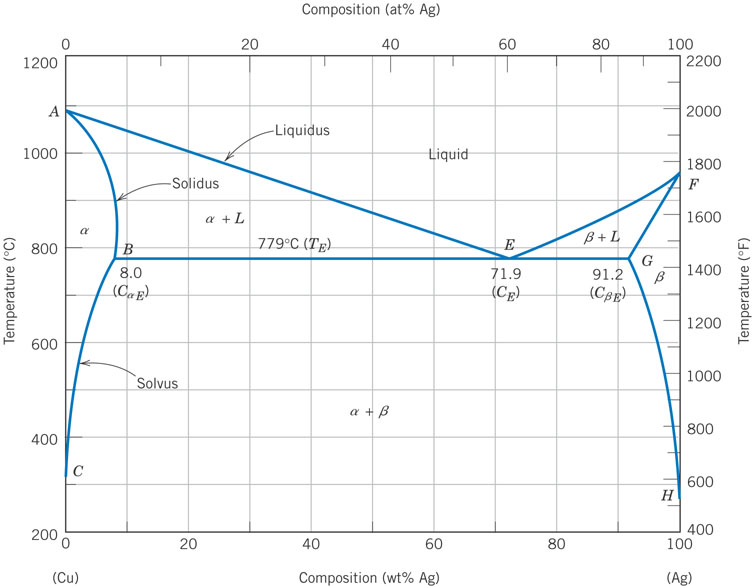 Composition (at% Ag)
0 20 40 60 80 100
1200 2200
A 2000
Liquidus
1000 Liquid 1800
Solidus F
α + L 1600
α β + L
800 B 779°C (T_E) E G
8.0 71.9 91.2 β 1400
(C_αE) (C_E) (C_βE)
Temperature (°C)
Temperature (°F)
1200
600
1000
Solvus
α + β
400 800
C 600
H
200 400
0 20 40 60 80 100
(Cu) Composition (wt% Ag) (Ag)